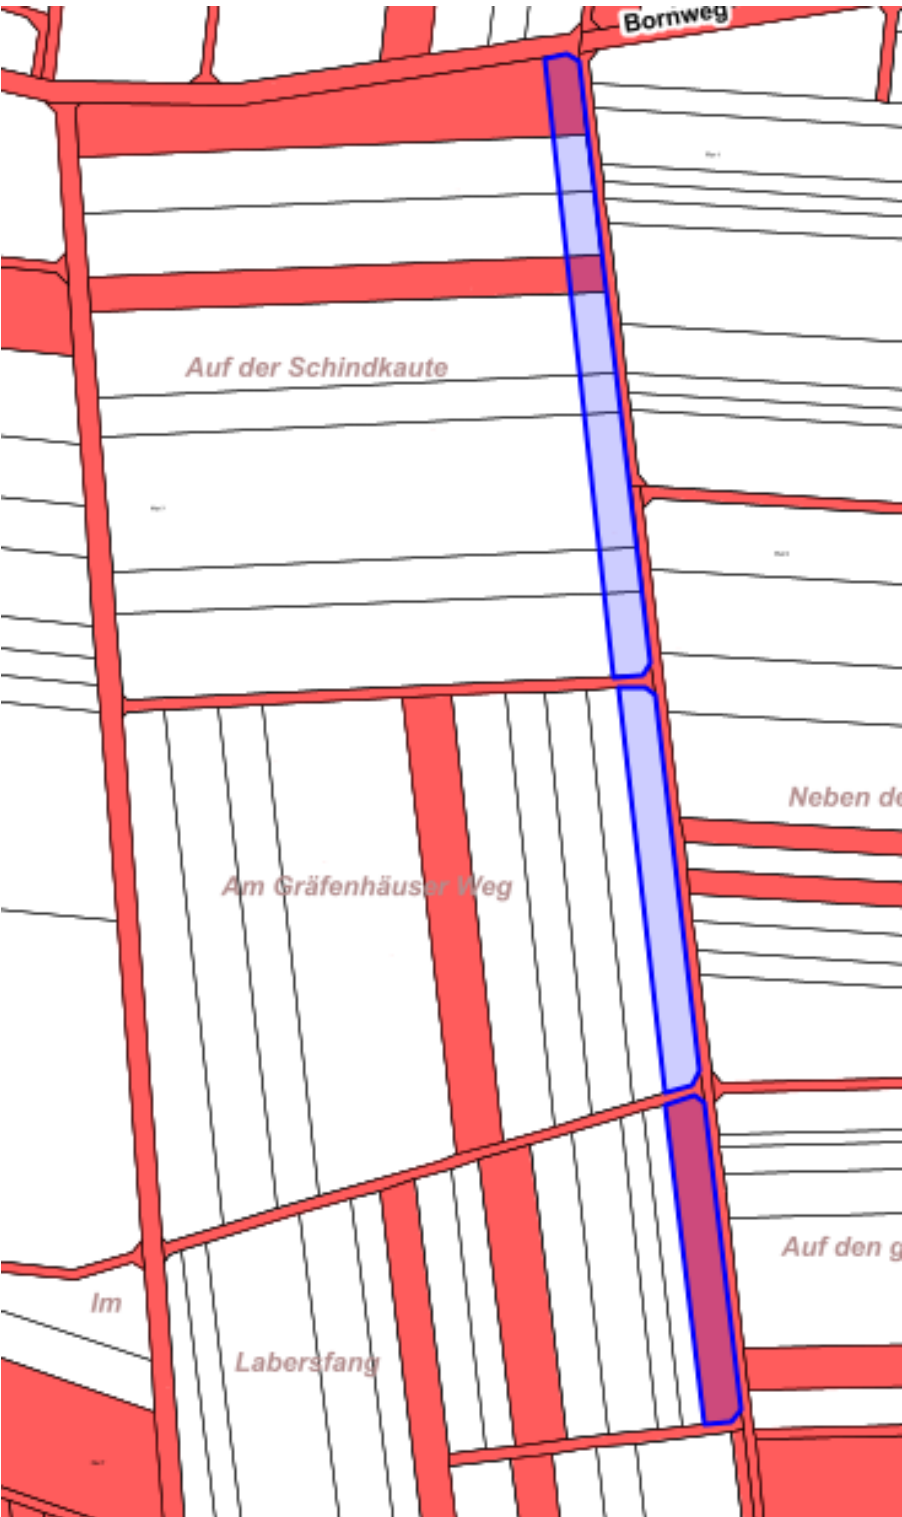 Bornweg
Auf der Schindkaute
Neben de
Am Gräfenhäuser Weg
Auf den g
Im
Labersfang